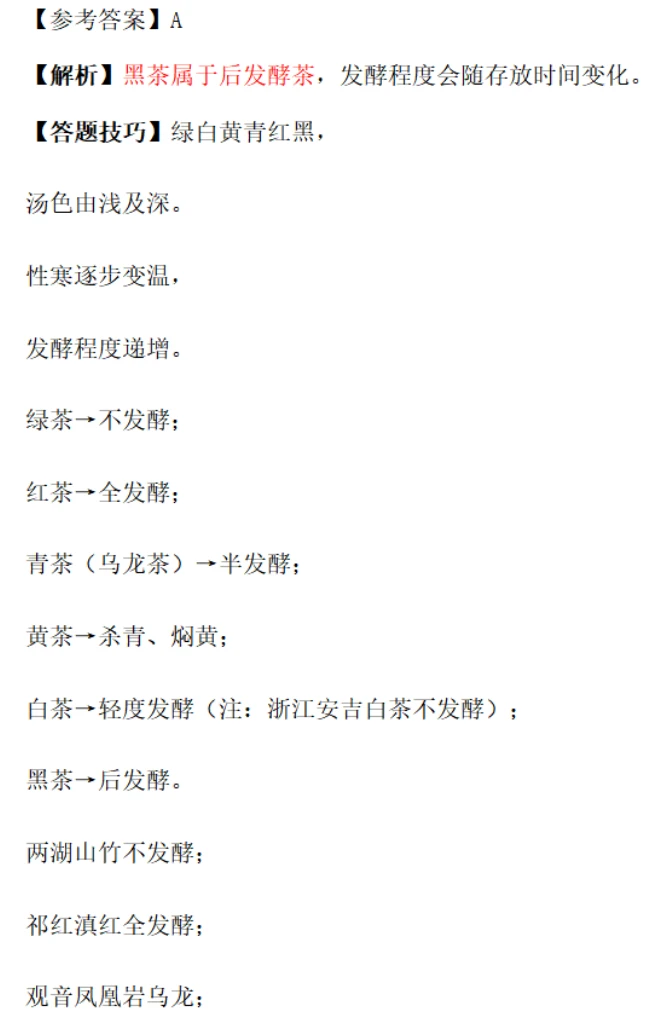 【参考答案】A
【解析】黑茶属于后发酵茶，发酵程度会随存放时间变化。
【答题技巧】绿白黄青红黑，
汤色由浅及深。
性寒逐步变温，
发酵程度递增。
绿茶→不发酵；
红茶→全发酵；
青茶（乌龙茶）→半发酵；
黄茶→杀青、焖黄；
白茶→轻度发酵（注：浙江安吉白茶不发酵）；
黑茶→后发酵。
两湖山竹不发酵；
祁红滇红全发酵；
观音凤凰岩乌龙；